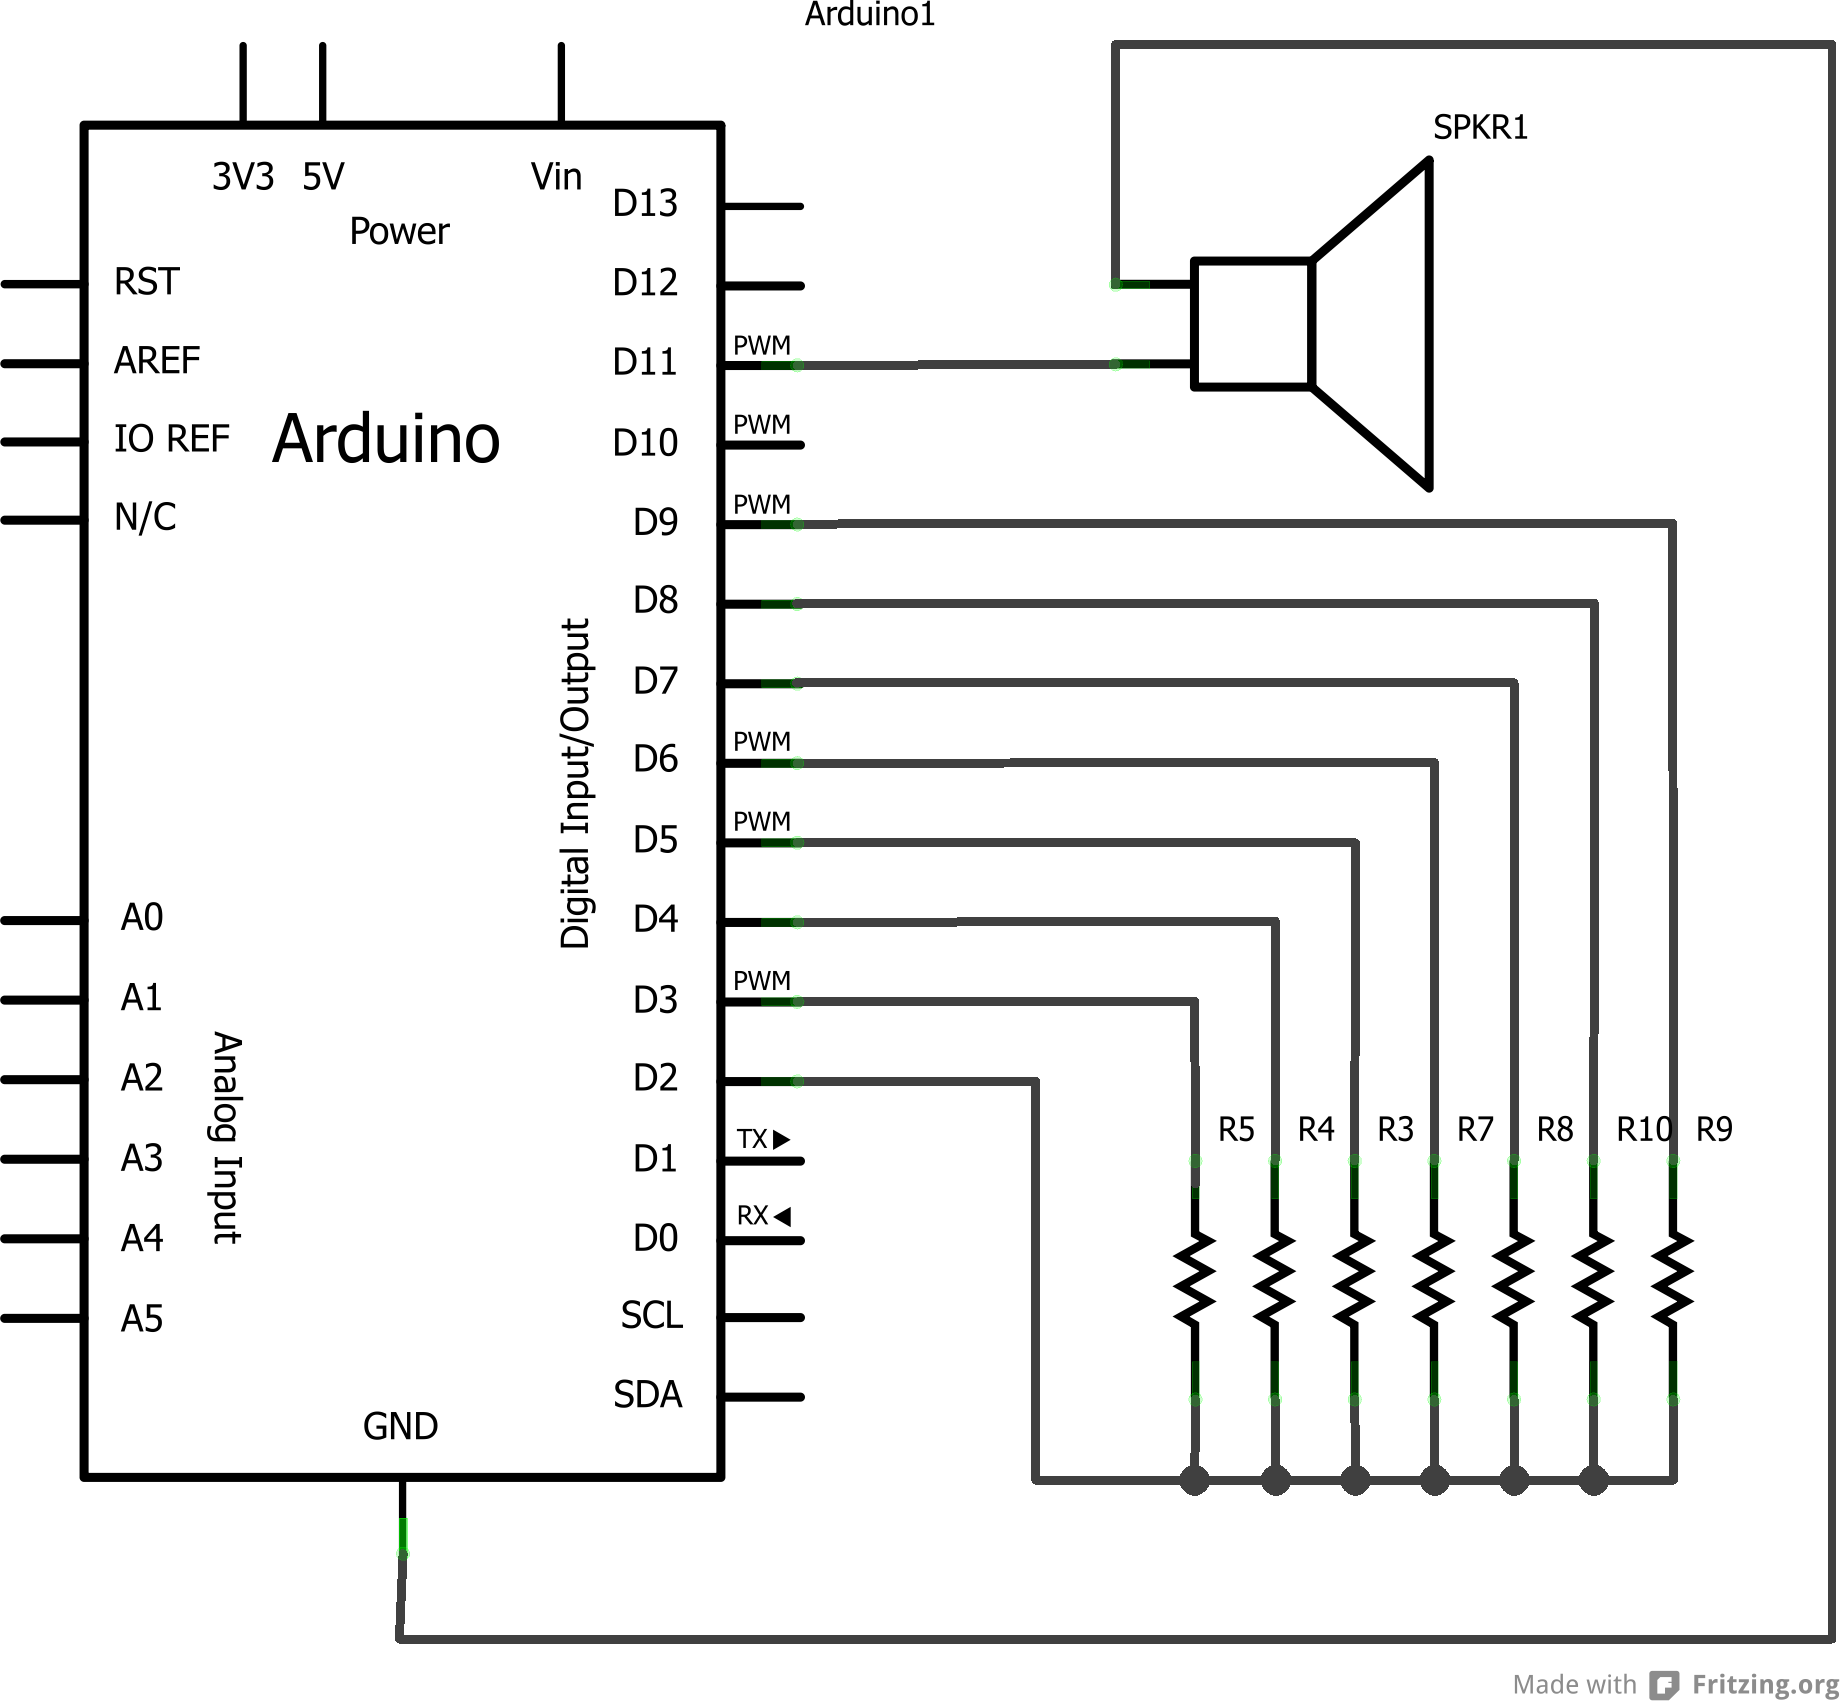 Arduino1
SPKR1
3V3 5V Vin
Power
RST
AREF
IO REF
N/C
Arduino
D13
D12
D11 PWM
D10 PWM
D9 PWM
D8
D7
D6 PWM
D5 PWM
D4
D3 PWM
D2
D1 TX
D0 RX
SCL
SDA
Digital Input/Output
A0
A1
A2
A3
A4
A5
Analog Input
GND
R5 R4 R3 R7 R8 R10 R9
Made with Fritzing.org